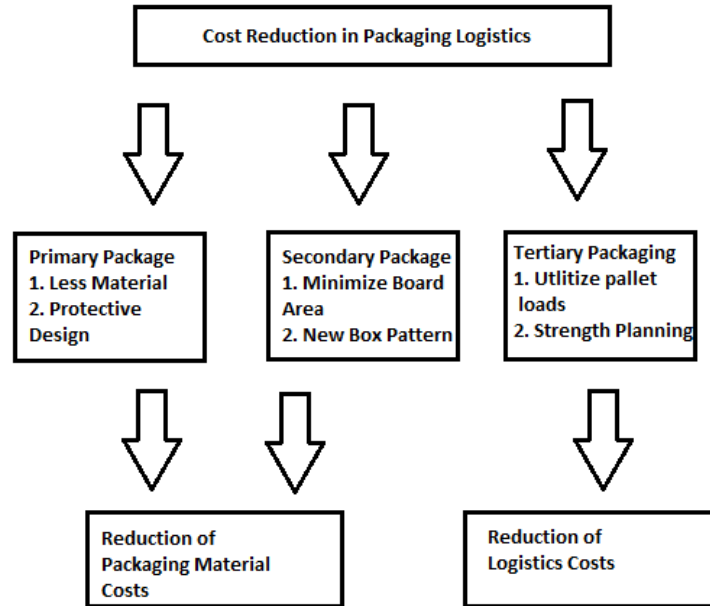 Cost Reduction in Packaging Logistics
Primary Package
1. Less Material
2. Protective
Design
Secondary Package
1. Minimize Board
Area
2. New Box Pattern
Tertiary Packaging
1. Utlitize pallet
loads
2. Strength Planning
Reduction of
Packaging Material
Costs
Reduction of
Logistics Costs